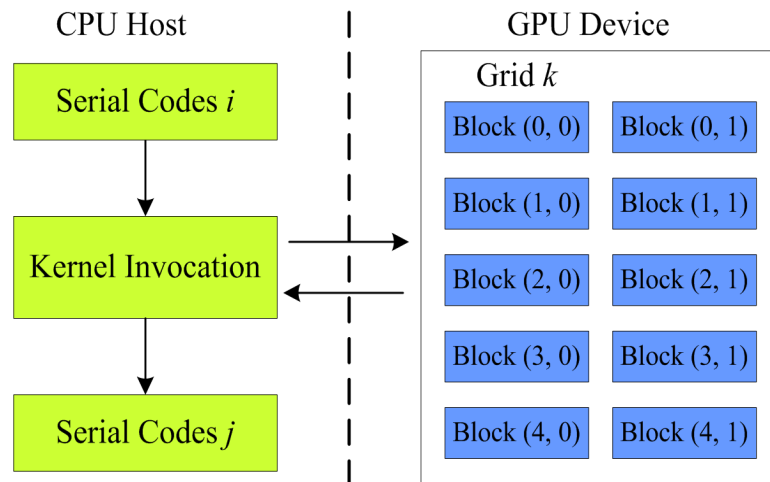 CPU Host
GPU Device
Serial Codes i
Kernel Invocation
Serial Codes j
Grid k
Block (0, 0)
Block (0, 1)
Block (1, 0)
Block (1, 1)
Block (2, 0)
Block (2, 1)
Block (3, 0)
Block (3, 1)
Block (4, 0)
Block (4, 1)